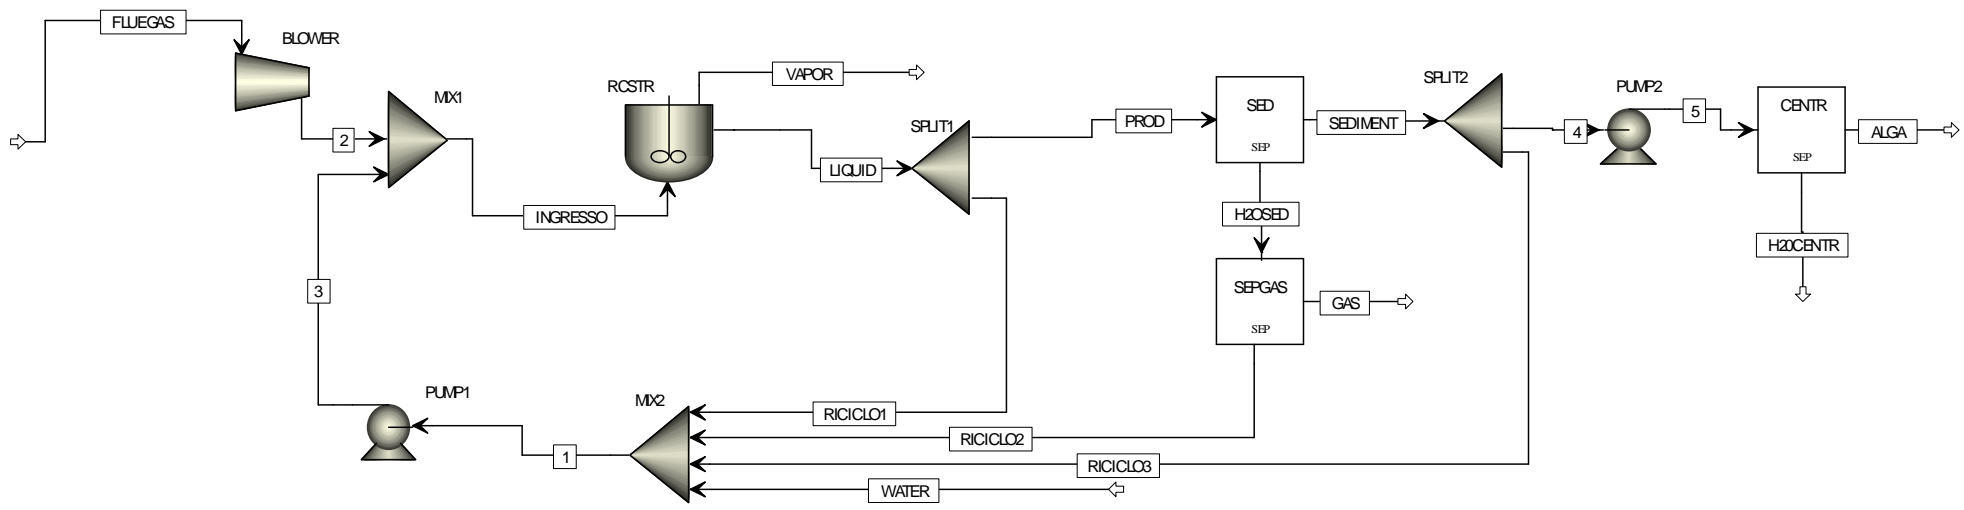 FLUEGAS
BLOWER
2
MIX1
INGRESSO
RCSTR
VAPOR
LIQUID
SPLIT1
PROD
SED
SEP
SEDIMENT
SPLIT2
4
PUMP2
5
CENTR
SEP
ALGA
H2OSED
H20CENTR
SEPGAS
SEP
GAS
3
PUMP1
1
MIX2
RICICLO1
RICICLO2
RICICLO3
WATER